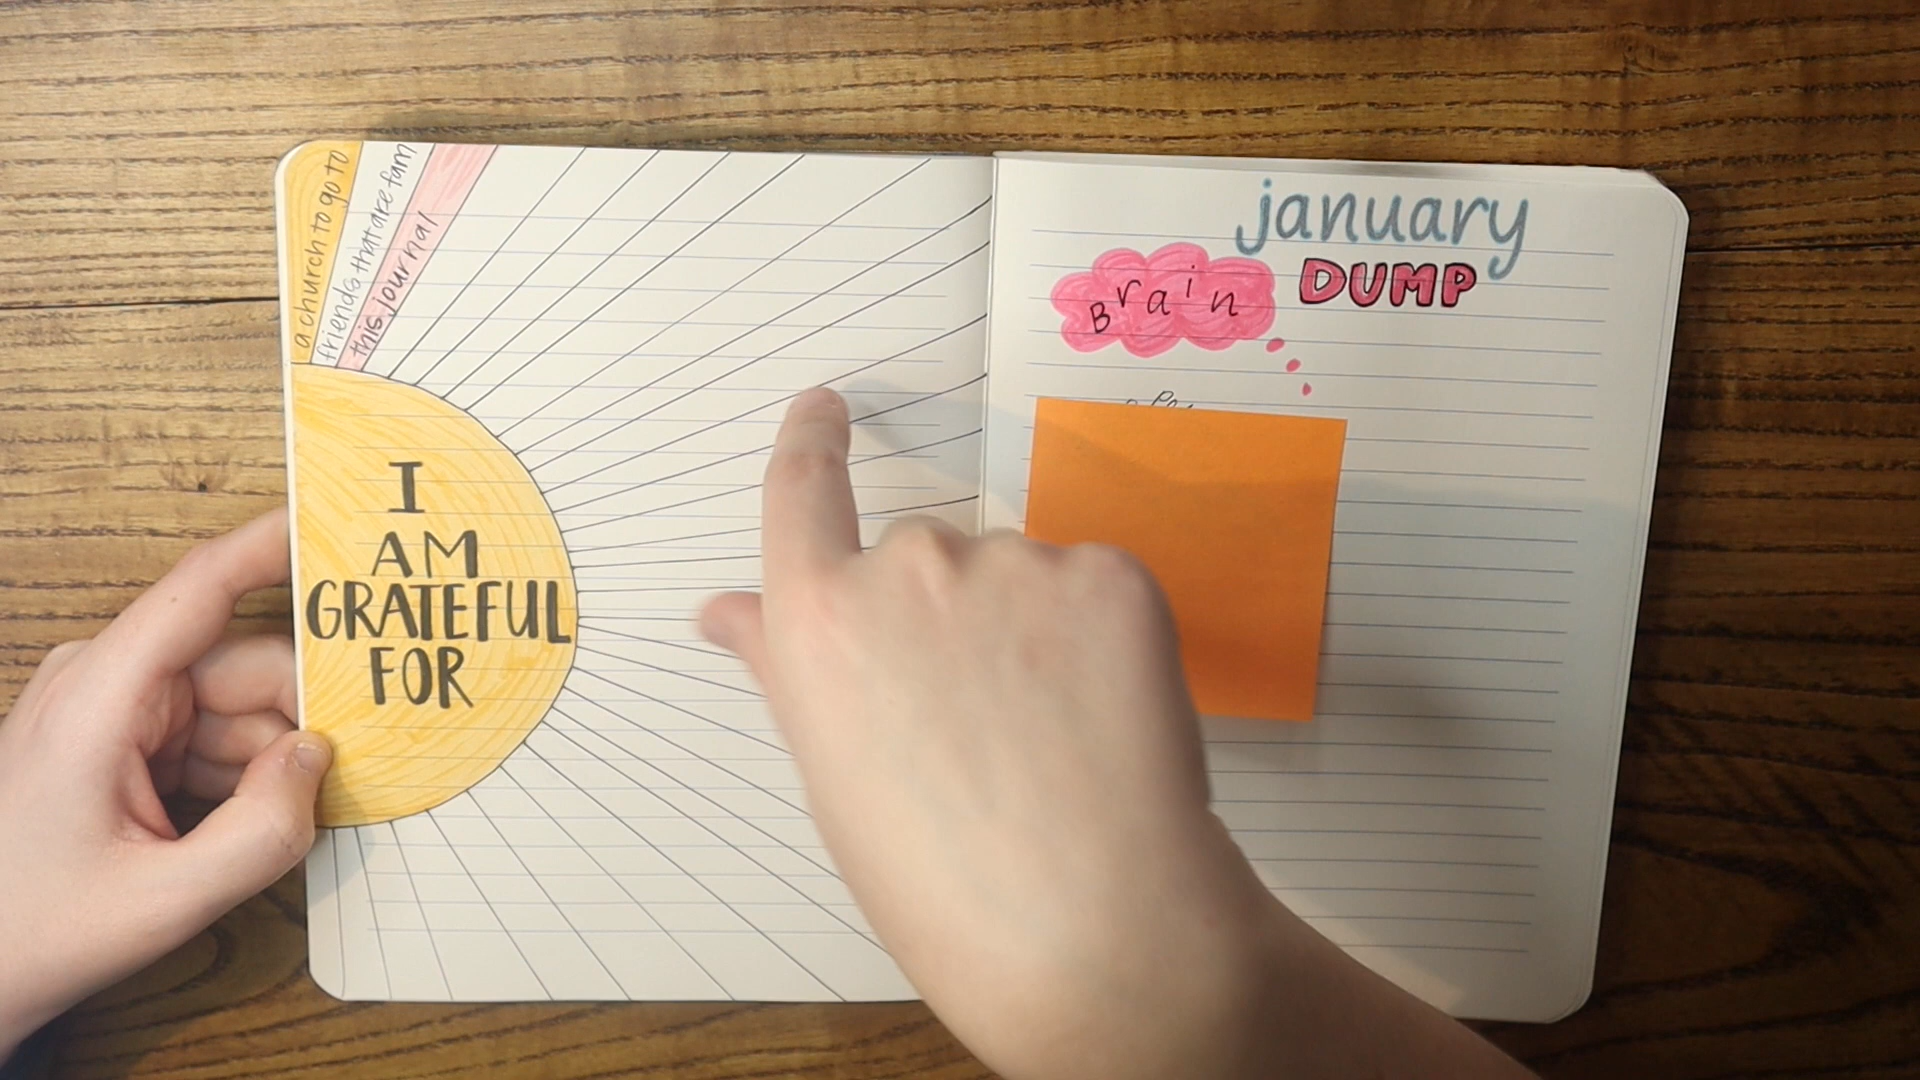 a church to go to
friends that are fam
this journal
I
AM
GRATEFUL
FOR
january
Brain
DUMP